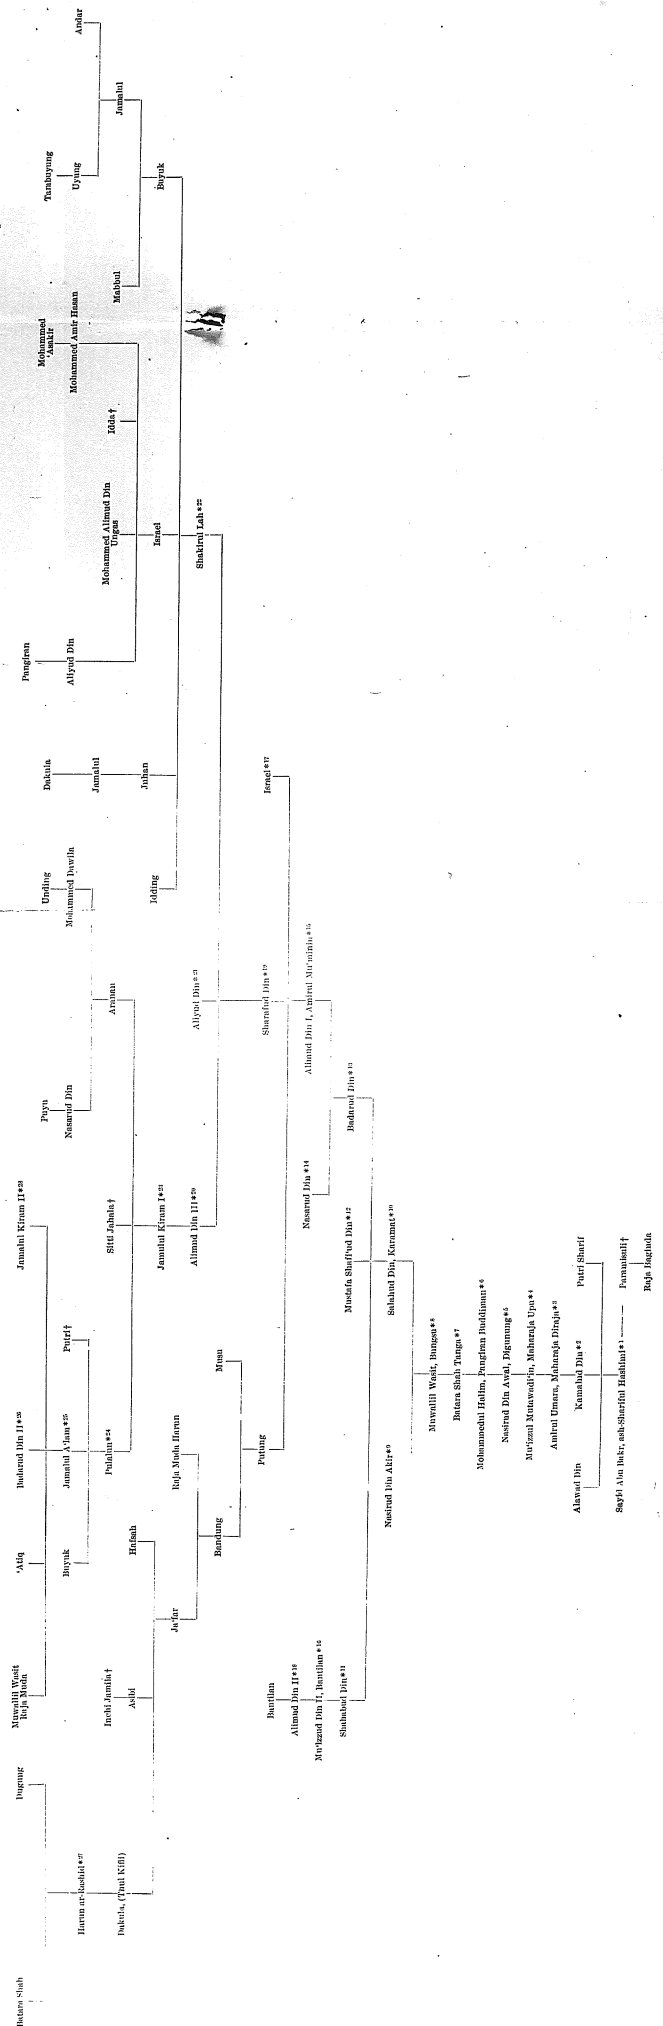 Batara Shah
Dugung
Muwallil Wasit
Raja Muda
'Atiq
Badarud Din II*26
Jamalul Kiram II*28
Pangiran
Puyu
Unding
Dakula
Mohammed
'Asakir
Tarabuyung
Harun ar-Rashid*27
Buyuk
Jamalul A'lam*25
Putri†
Nasarud Din
Mohammed Dawila
Aliyud Din
Mohammed Amir Hasan
Uyung
Andar
Jamalul
Dakula, (Thul Kifli)
Inchi Jamila†
Pulalun*24
Sitti Jahala†
Aranan
Mohammed Alimud Din
Ungas
Idda†
Mabbul
Jamalul
Asibi
Hafsah
Jamulul Kiram I*23
Idding
Juhan
Israel
Buyuk
Ja'far
Raja Muda Harun
Alimud Din III*20
Aliyud Din*21
Shakirul Lah*22
Bandung
Musu
Putung
Sharafud Din*19
Israel*17
Bantilan
Alimud Din II*18
Nasarud Din*14
Alimud Din I, Amirul Mu'minin*15
Mu'izzud Din II, Bantilan*16
Shahabud Din*11
Mustafa Shafi'ud Din*12
Badarud Din*13
Nasirud Din Akir*9
Salahud Din, Karamat*10
Muwallil Wasit, Bungsu*8
Batara Shah Tanga*7
Mohammedul Halim, Pangiran Buddiman*6
Nasirud Din Awal, Digunung*5
Mu'izzul Mutawadi'in, Maharaja Upu*4
Amirul Umara, Maharaja Diraja*3
Alawad Din
Kamalud Din*2
Putri Sharif
Sayid Abu Bakr, ash-Shariful Hashimi*1
Paramisuli†
Raja Baginda